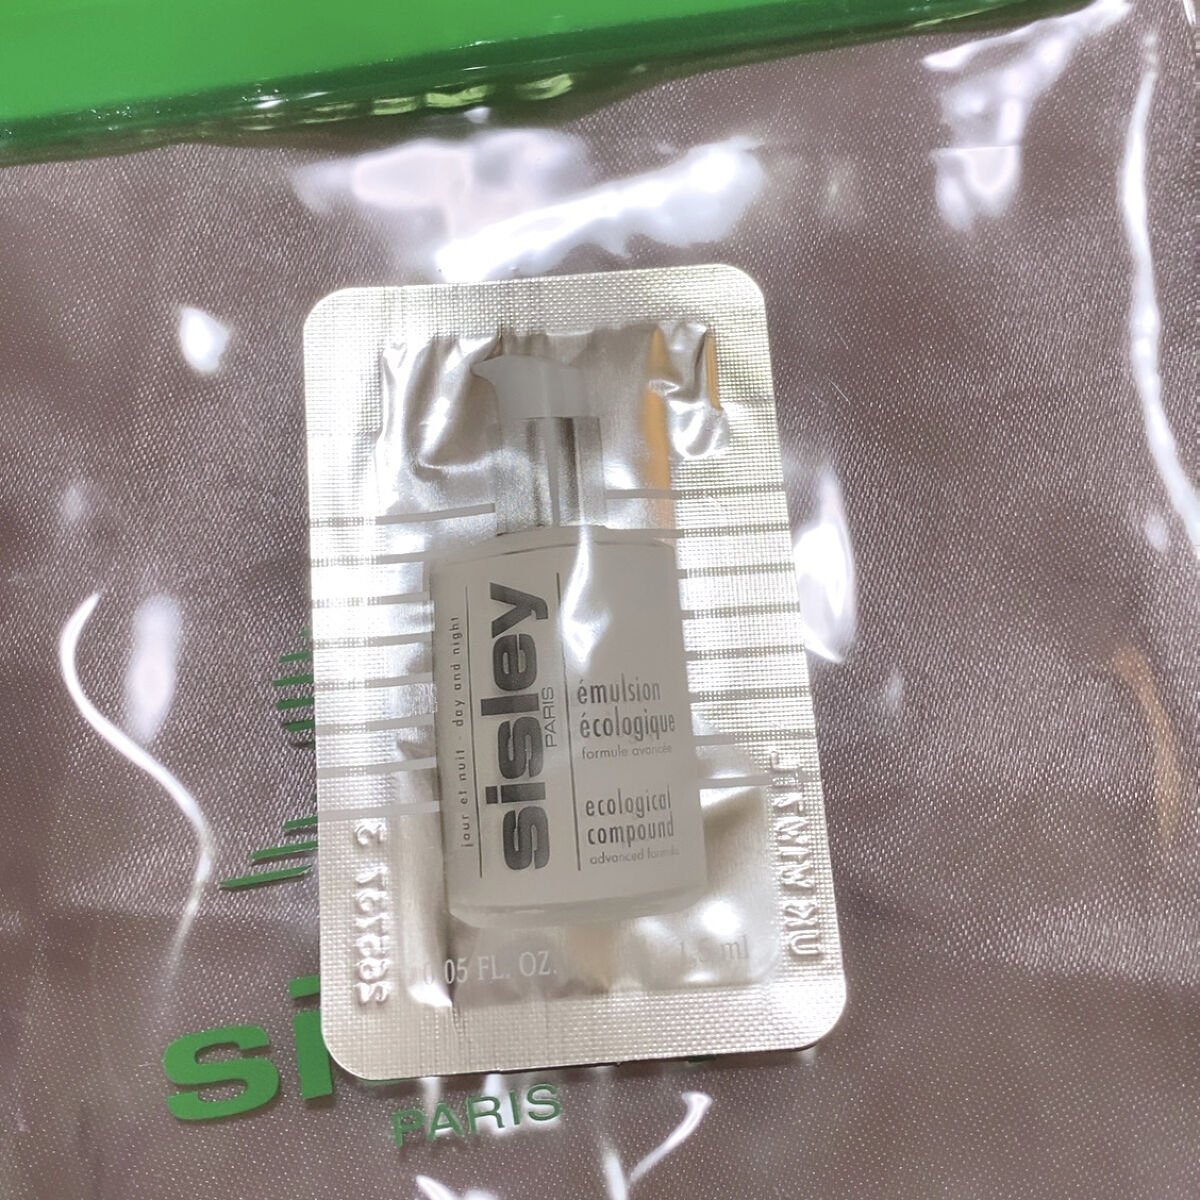 jour et nuit - day and night
sisley
PARIS
émulsion
écologique
formule avancée
ecological
compound
advanced formula
0.05 FL. OZ.
1,5 ml
PARIS